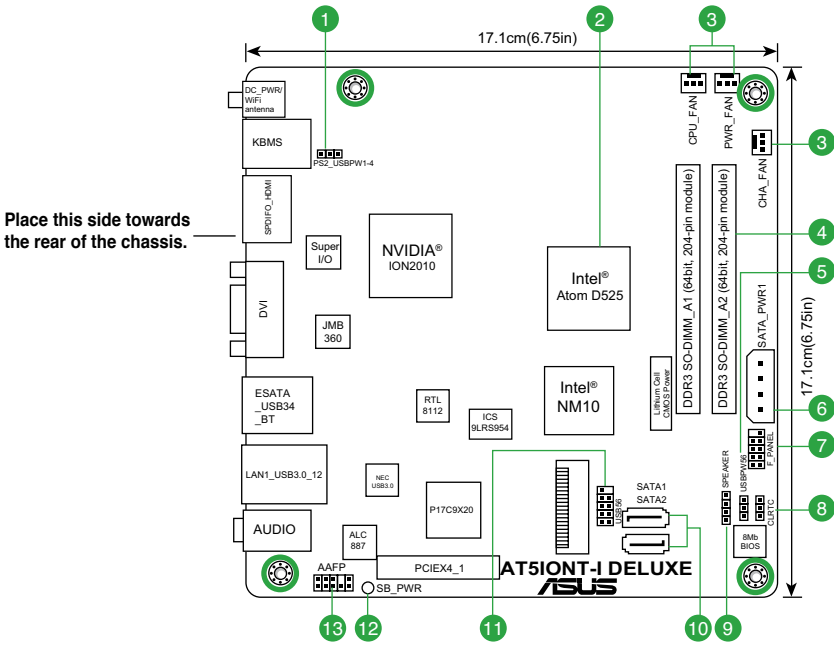 1
2
3
17.1cm(6.75in)
DC_PWR/
WiFi
antenna
CPU_FAN
PWR_FAN
KBMS
PS2_USBPW1-4
CHA_FAN
3
Place this side towards
the rear of the chassis.
SPDIFO_HDMI
Super
I/O
NVIDIA®
ION2010
Intel®
Atom D525
DDR3 SO-DIMM_A1 (64bit, 204-pin module)
DDR3 SO-DIMM_A2 (64bit, 204-pin module)
4
5
SATA_PWR1
17.1cm(6.75in)
DVI
JMB
360
ESATA
_USB34
_BT
RTL
8112
ICS
9LRS954
Intel®
NM10
Lithium Cell
CMOS Power
6
F_PANEL
7
LAN1_USB3.0_12
NEC
USB3.0
P17C9X20
USB56
SATA1
SATA2
SPEAKER
USBPW56
CLRTC
8
AUDIO
ALC
887
8Mb
BIOS
AAFP
PCIEX4_1
AT5IONT-I DELUXE
SB_PWR
ASUS
13
12
11
10
9